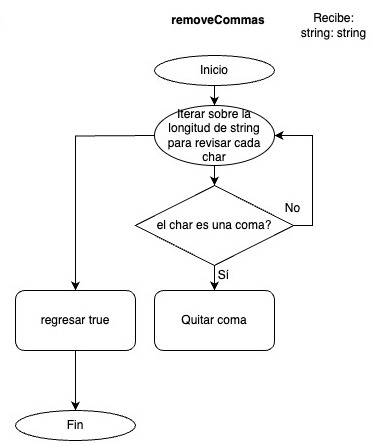 removeCommas
Recibe:
string: string
Inicio
Iterar sobre la
longitud de string
para revisar cada
char
No
el char es una coma?
Sí
regresar true
Quitar coma
Fin